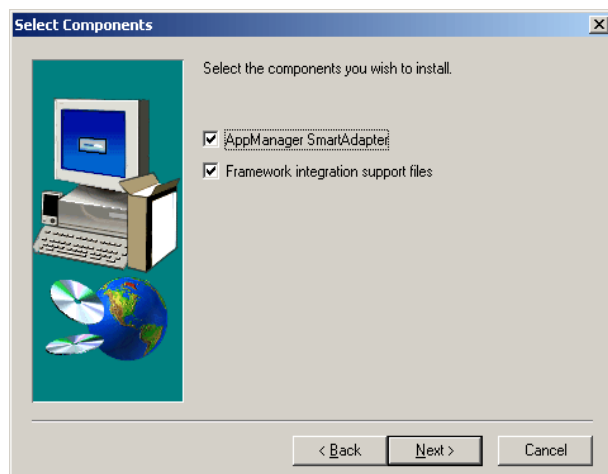 Select Components
Select the components you wish to install.
AppManager SmartAdapter
Framework integration support files
< Back
Next >
Cancel